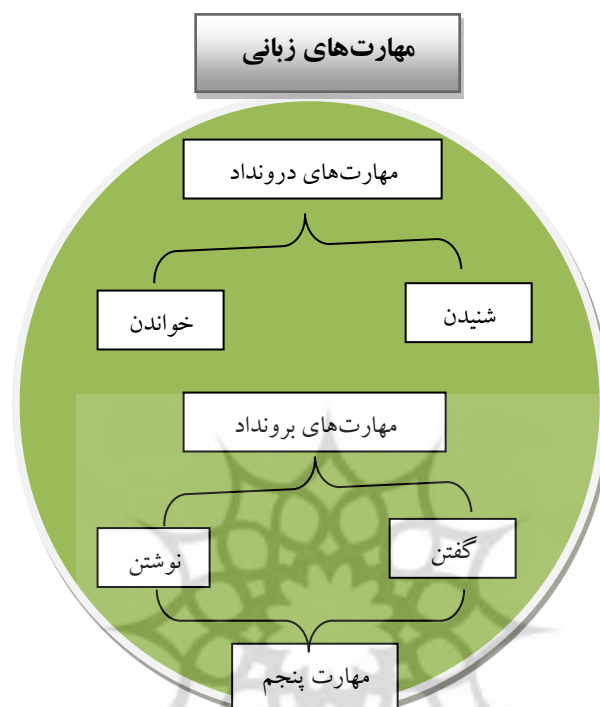 مهارت‌های زبانی
مهارت‌های درونداد
شنیدن
خواندن
مهارت‌های برونداد
گفتن
نوشتن
مهارت پنجم